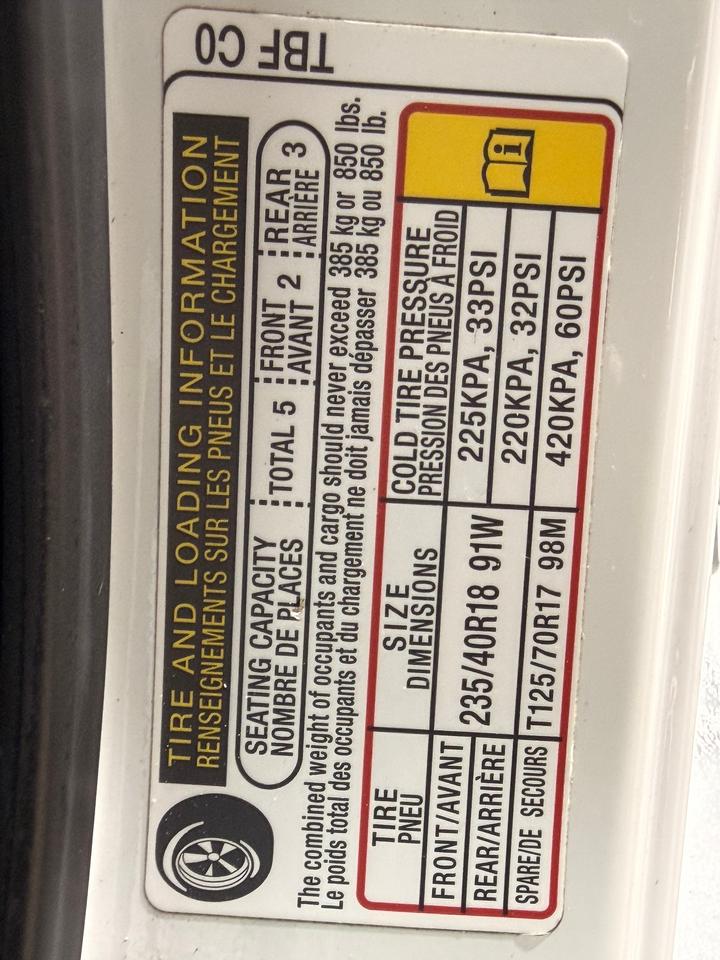 TBF C0
TIRE AND LOADING INFORMATION
RENSEIGNEMENTS SUR LES PNEUS ET LE CHARGEMENT
SEATING CAPACITY TOTAL 5 FRONT 2 REAR 3
NOMBRE DE PLACES AVANT ARRIÈRE
The combined weight of occupants and cargo should never exceed 385 kg or 850 lbs.
Le poids total des occupants et du chargement ne doit jamais dépasser 385 kg ou 850 lb.
TIRE SIZE COLD TIRE PRESSURE
PNEU DIMENSIONS PRESSION DES PNEUS À FROID
FRONT/AVANT 235/40R18 91W 225KPA, 33PSI
REAR/ARRIÈRE 220KPA, 32PSI
SPARE/DE SECOURS T125/70R17 98M 420KPA, 60PSI